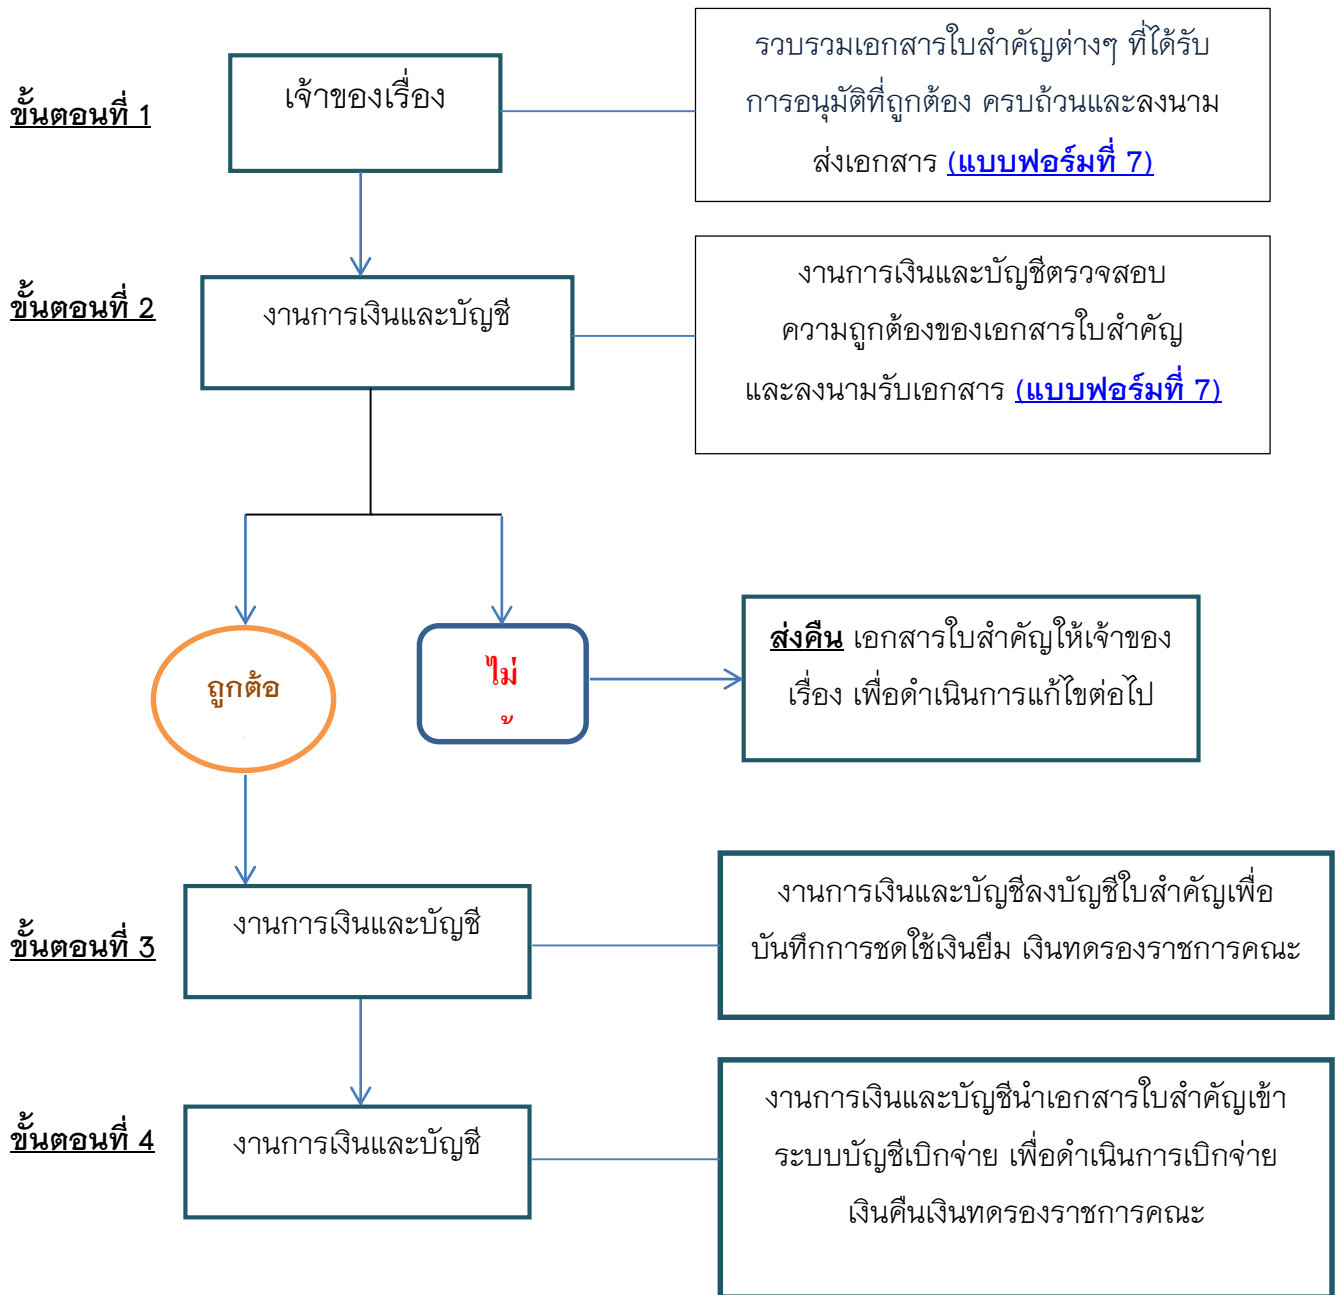 ขั้นตอนที่ 1
เจ้าของเรื่อง
รวบรวมเอกสารใบสำคัญต่างๆ ที่ได้รับ
การอนุมัติที่ถูกต้อง ครบถ้วนและลงนาม
ส่งเอกสาร (แบบฟอร์มที่ 7)
ขั้นตอนที่ 2
งานการเงินและบัญชี
งานการเงินและบัญชีตรวจสอบ
ความถูกต้องของเอกสารใบสำคัญ
และลงนามรับเอกสาร (แบบฟอร์มที่ 7)
ถูกต้อ
ไม่
ส่งคืน เอกสารใบสำคัญให้เจ้าของ
เรื่อง เพื่อดำเนินการแก้ไขต่อไป
ขั้นตอนที่ 3
งานการเงินและบัญชี
งานการเงินและบัญชีลงบัญชีใบสำคัญเพื่อ
บันทึกการชดใช้เงินยืม เงินทดรองราชการคณะ
ขั้นตอนที่ 4
งานการเงินและบัญชี
งานการเงินและบัญชีนำเอกสารใบสำคัญเข้า
ระบบบัญชีเบิกจ่าย เพื่อดำเนินการเบิกจ่าย
เงินคืนเงินทดรองราชการคณะ